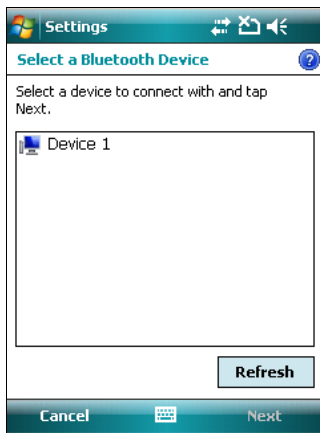 Settings
Select a Bluetooth Device ?
Select a device to connect with and tap
Next.
Device 1
Refresh
Cancel Next